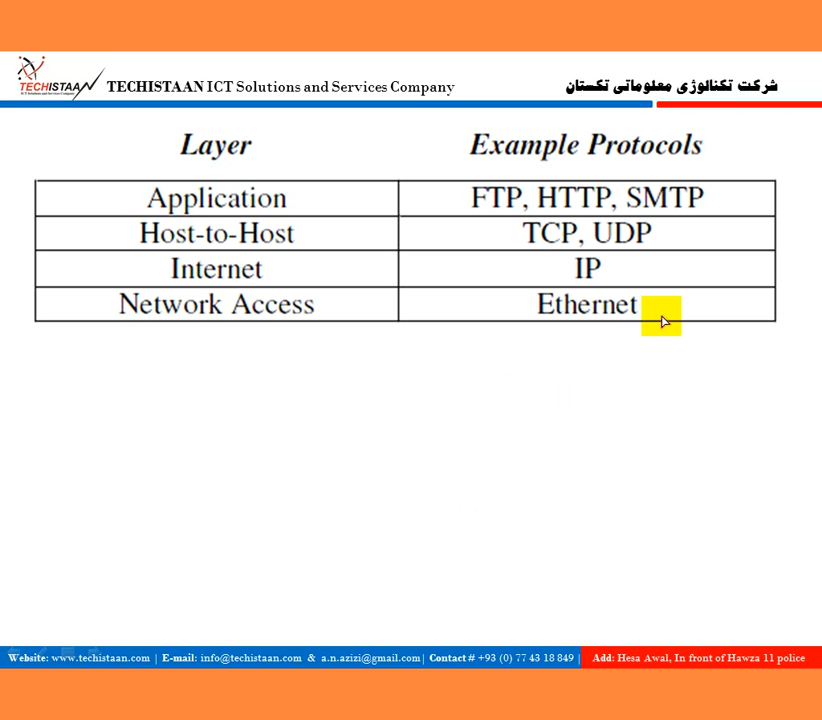 TECHISTAAN
TECHISTAAN ICT Solutions and Services Company
شرکت تکنالوژی معلوماتی تکستان
Layer Example Protocols
Application FTP, HTTP, SMTP
Host-to-Host TCP, UDP
Internet IP
Network Access Ethernet
Website: www.techistaan.com | E-mail: info@techistaan.com & a.n.azizi@gmail.com| Contact # +93 (0) 77 43 18 849 | Add: Hesa Awal, In front of Hawza 11 police